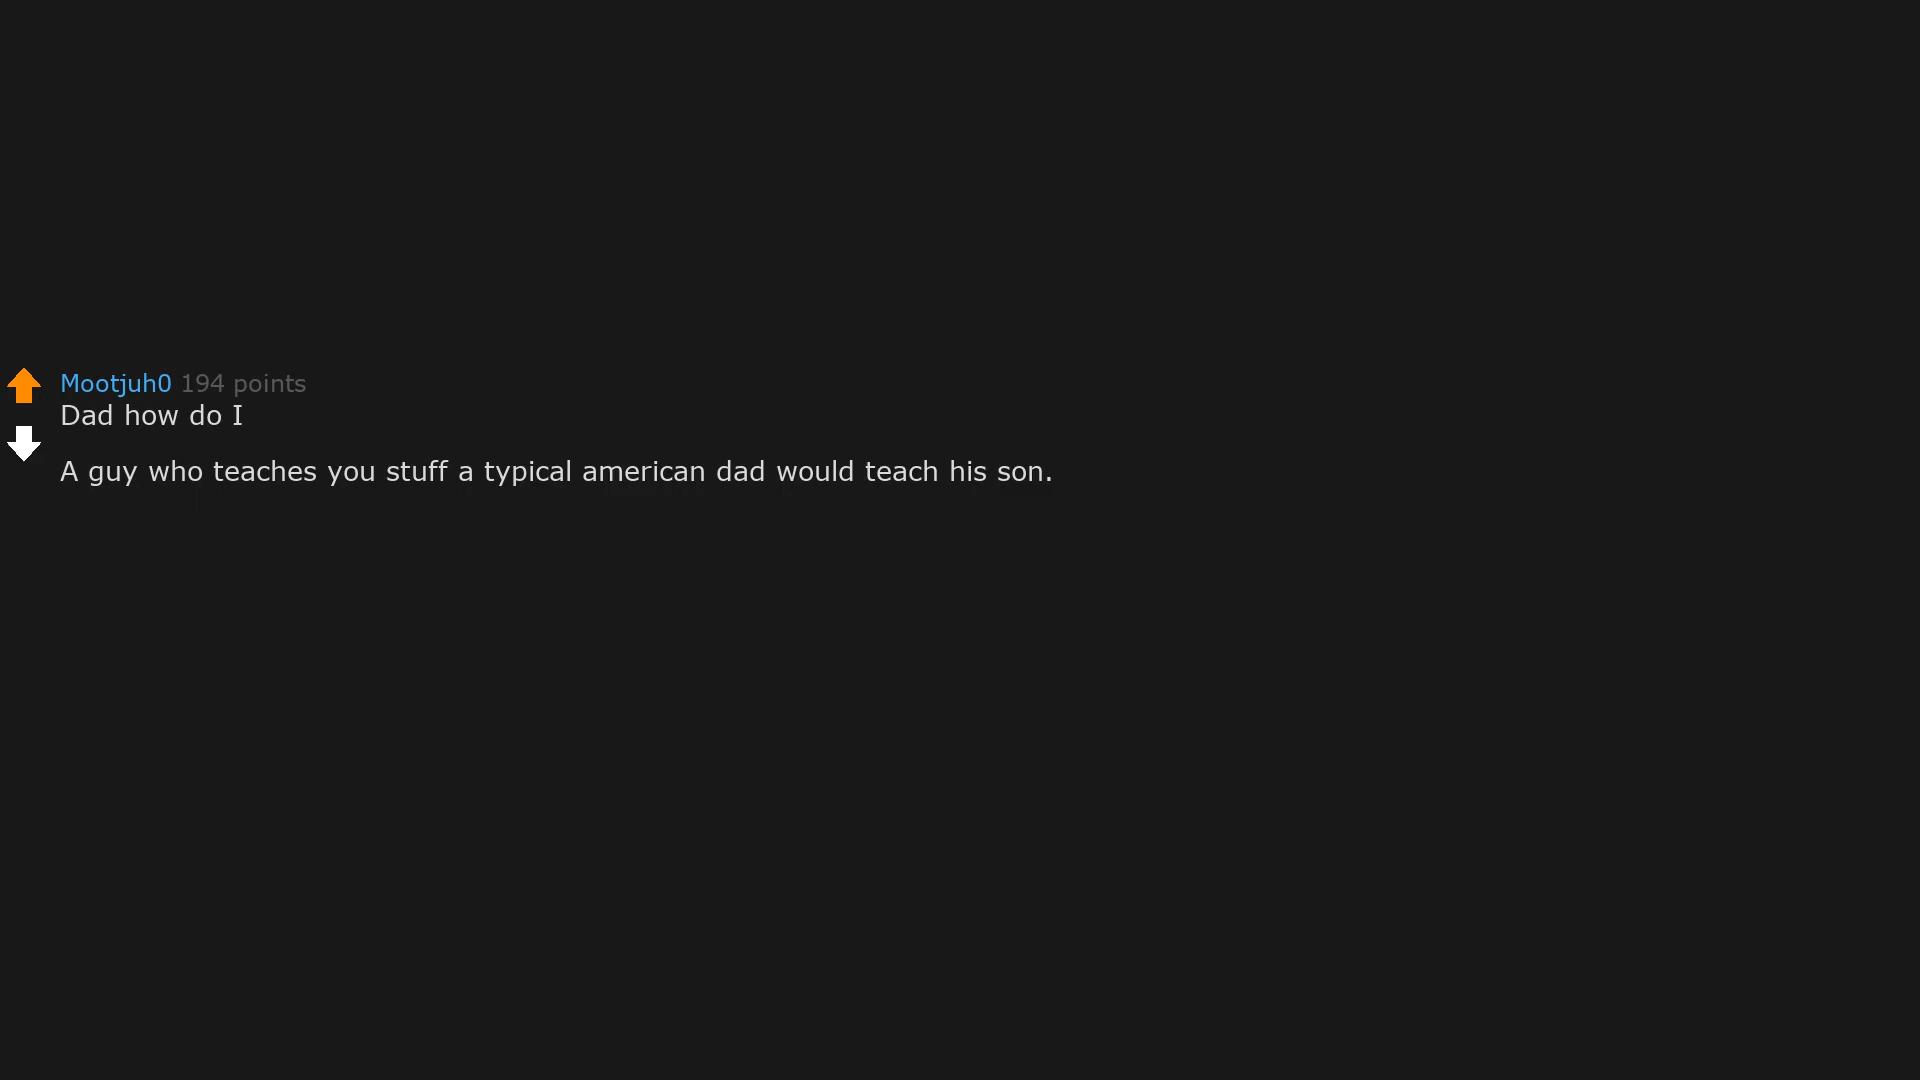 Mootjuh0 194 points
Dad how do I
A guy who teaches you stuff a typical american dad would teach his son.